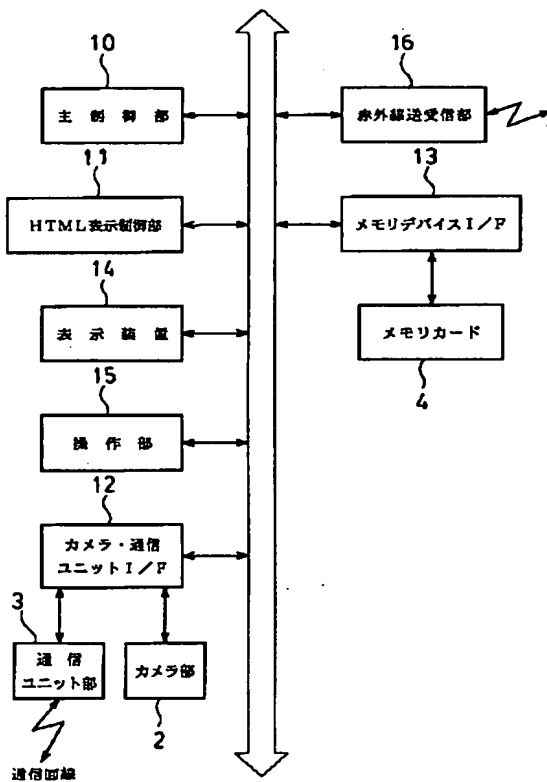 10
主制御部
11
HTML表示制御部
14
表示装置
15
操作部
12
カメラ・通信
ユニットI/F
3
通信
ユニット部
カメラ部
2
通信回線
16
赤外線送受信部
13
メモリデバイスI/F
メモリカード
4